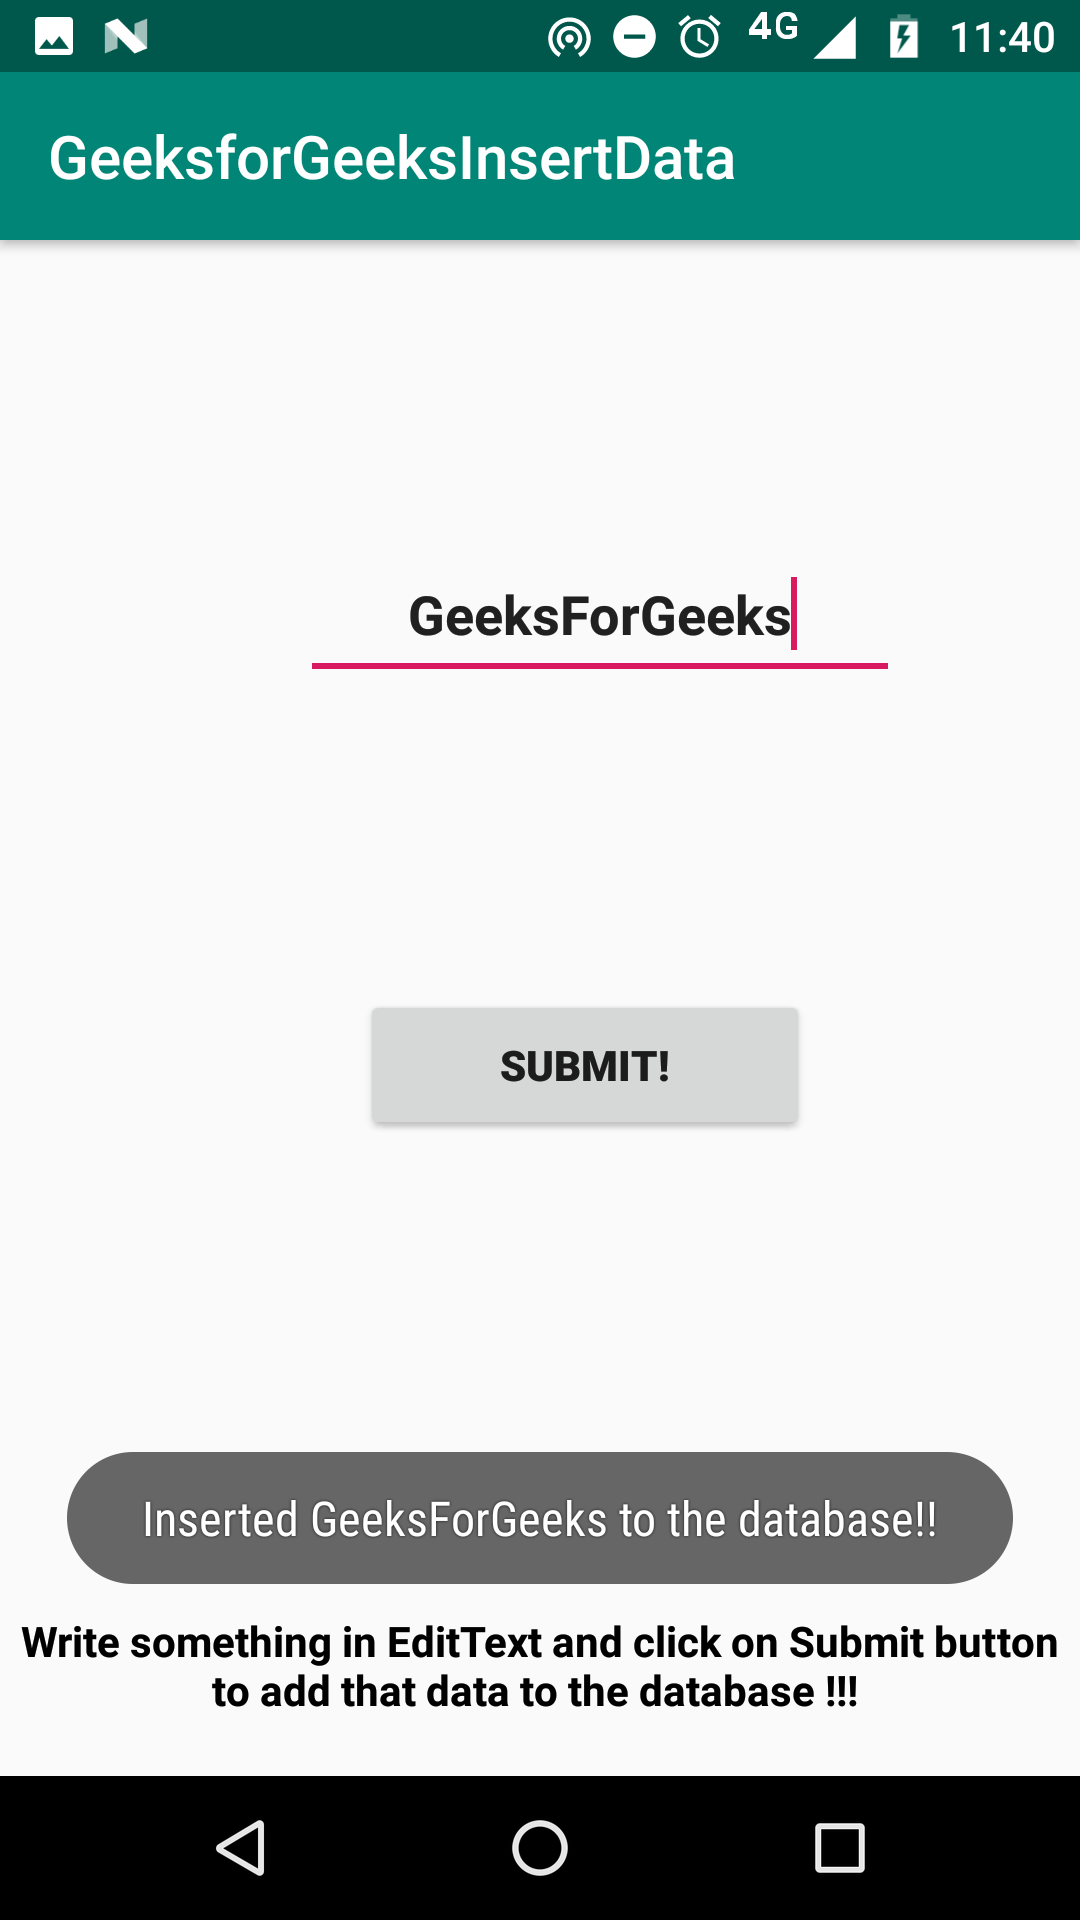 4G 11:40
GeeksforGeeksInsertData
GeeksForGeeks
SUBMIT!
Inserted GeeksForGeeks to the database!!
Write something in EditText and click on Submit button
to add that data to the database !!!